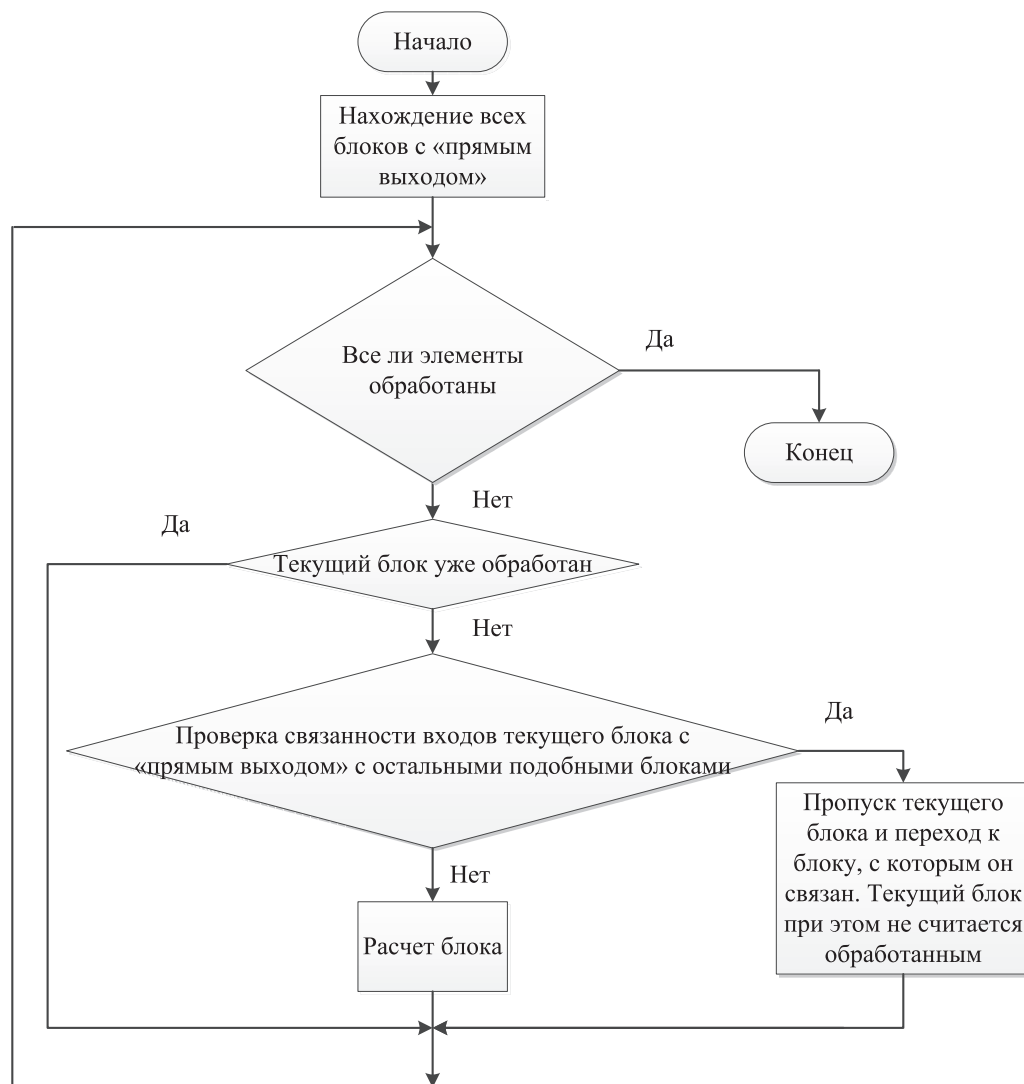 Начало
Нахождение всех
блоков с «прямым
выходом»
Все ли элементы
обработаны
Да
Конец
Нет
Да
Текущий блок уже обработан
Нет
Проверка связанности входов текущего блока с
«прямым выходом» с остальными подобными блоками
Да
Пропуск текущего
блока и переход к
блоку, с которым он
связан. Текущий блок
при этом не считается
обработанным
Нет
Расчет блока